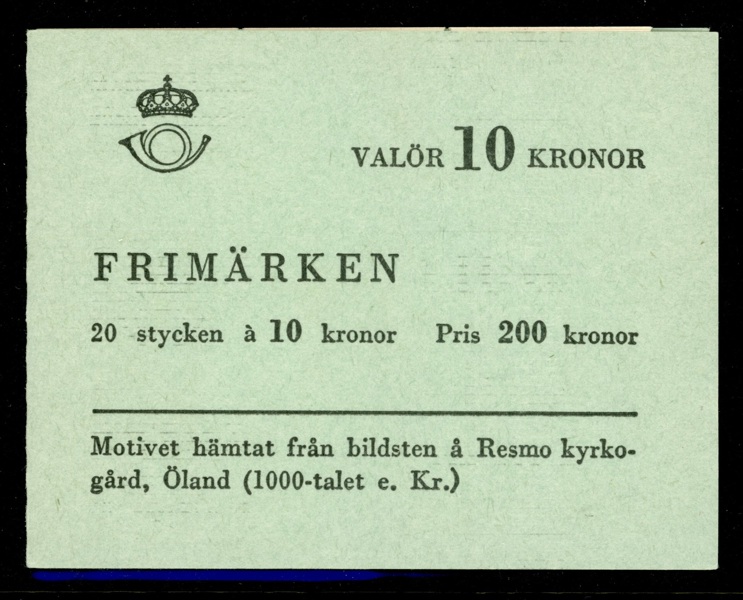 VALÖR 10 KRONOR
FRIMÄRKEN
20 stycken à 10 kronor Pris 200 kronor
Motivet hämtat från bildsten å Resmo kyrko-
gård, Öland (1000-talet e. Kr.)